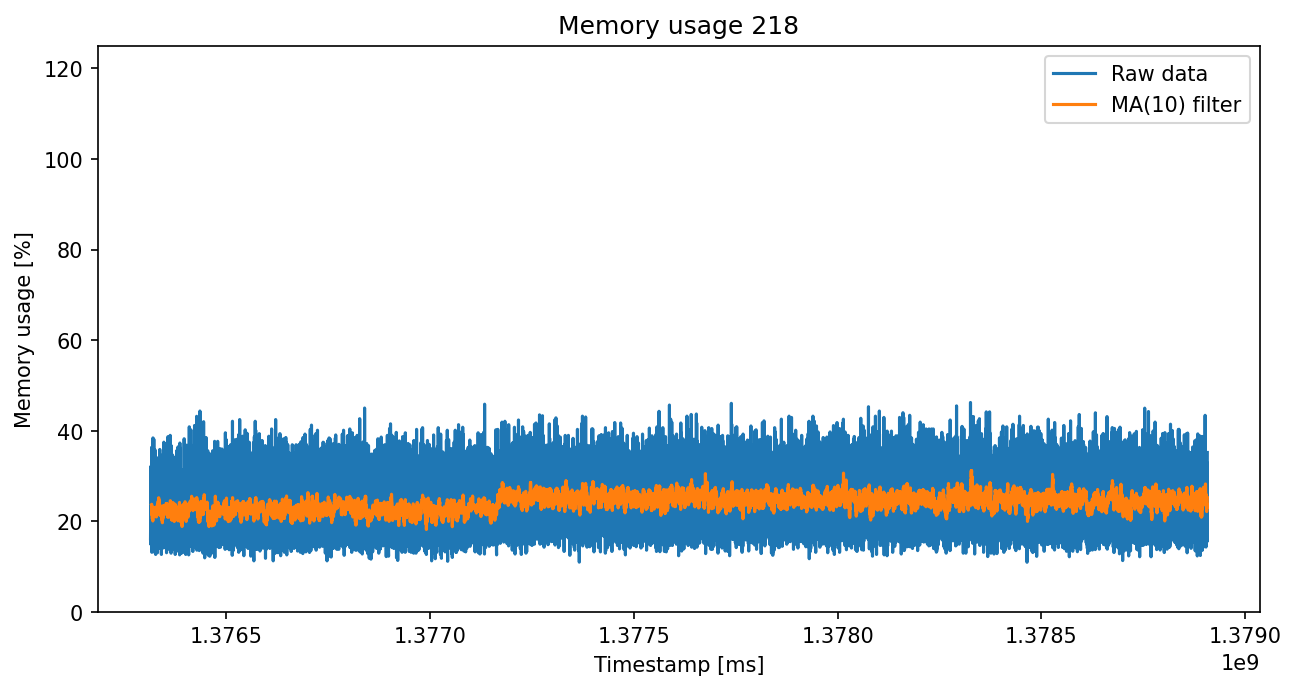 Memory usage 218
Raw data
MA(10) filter
120
100
80
60
40
20
0
Memory usage [%]
1.3765 1.3770 1.3775 1.3780 1.3785 1.3790
1e9
Timestamp [ms]